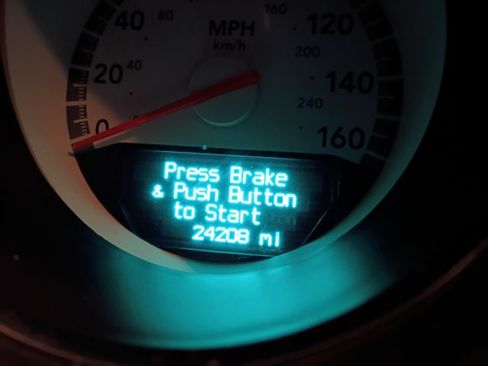 160
40 80 MPH 120
km/h
200
20 40 140
240
0 160
Press Brake
& Push Button
to Start
24208 mi